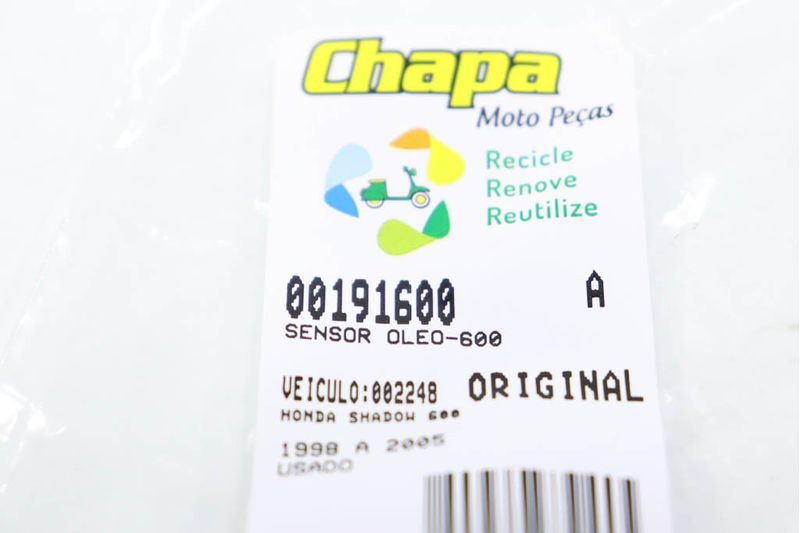 Chapa
Moto Peças
Recicle
Renove
Reutilize
00191600 A
SENSOR OLEO-600
VEICULO:002248 ORIGINAL
HONDA SHADOW 600
1998 A 2005
USADO